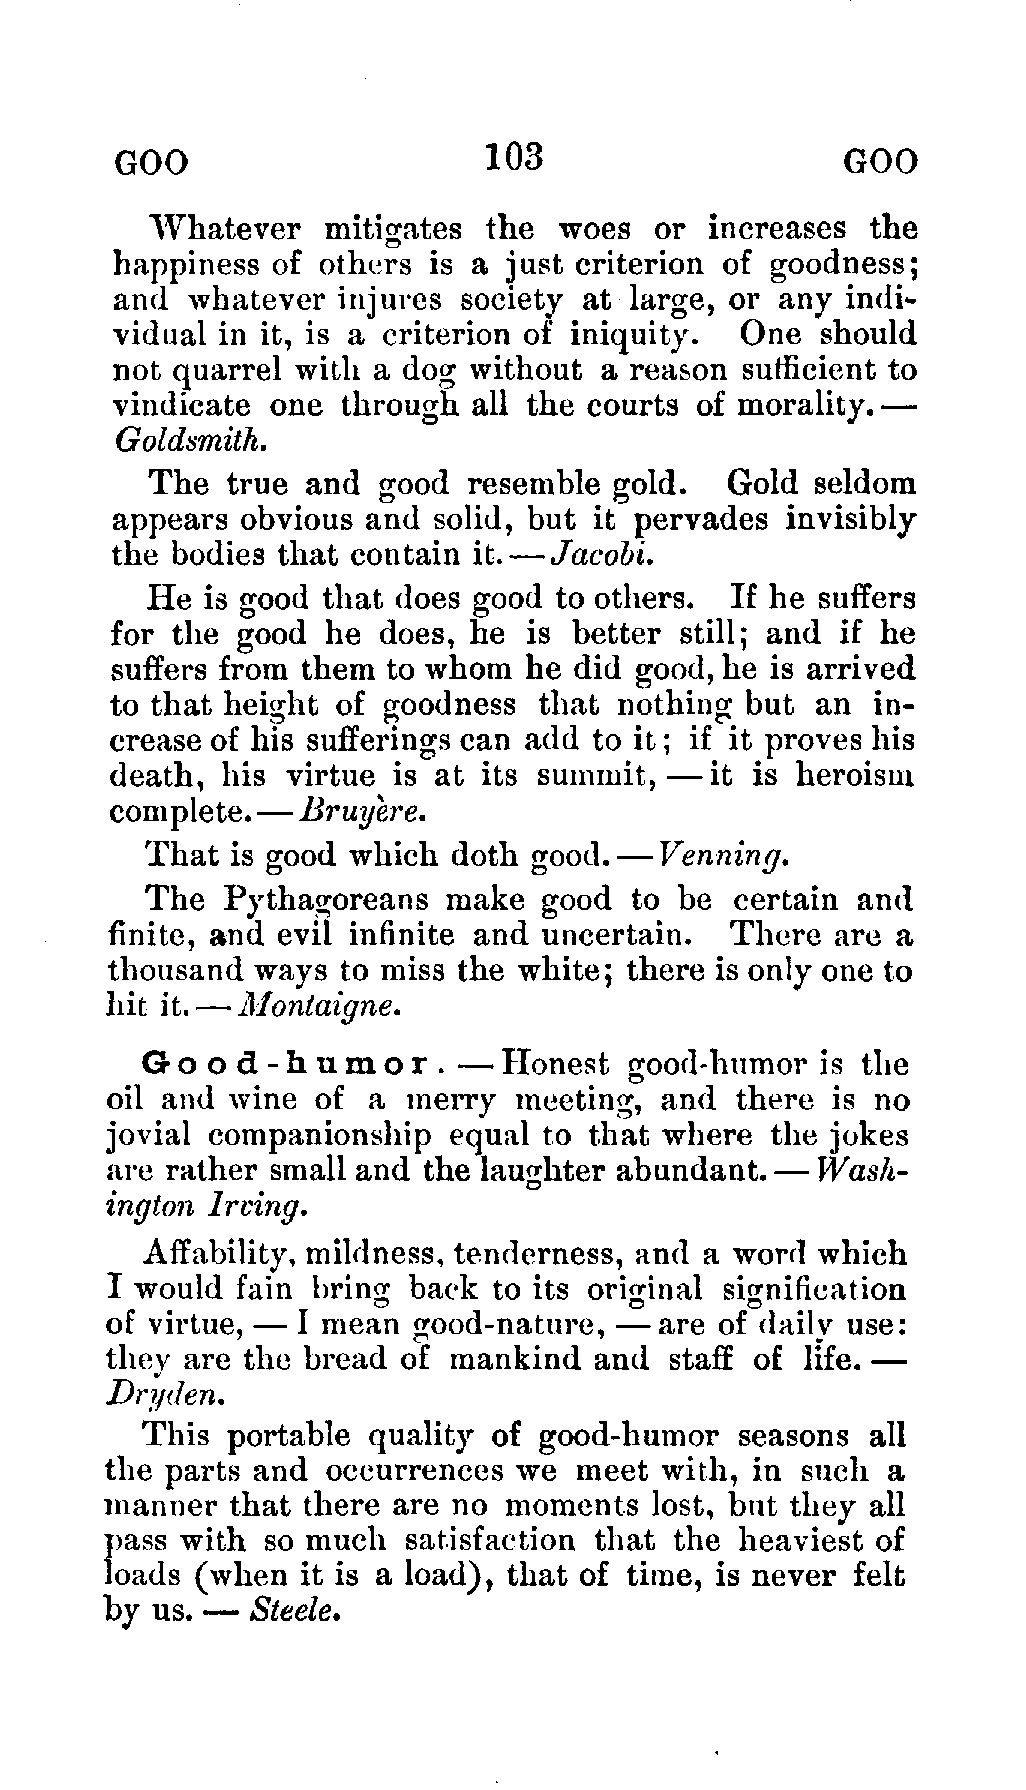 GOO 103 GOO
Whatever mitigates the woes or increases the
happiness of others is a just criterion of goodness;
and whatever injures society at large, or any indi-
vidual in it, is a criterion of iniquity. One should
not quarrel with a dog without a reason sufficient to
vindicate one through all the courts of morality. —
Goldsmith.
The true and good resemble gold. Gold seldom
appears obvious and solid, but it pervades invisibly
the bodies that contain it. — Jacobi.
He is good that does good to others. If he suffers
for the good he does, he is better still; and if he
suffers from them to whom he did good, he is arrived
to that height of goodness that nothing but an in-
crease of his sufferings can add to it; if it proves his
death, his virtue is at its summit, — it is heroism
complete. — Bruyère.
That is good which doth good. — Venning.
The Pythagoreans make good to be certain and
finite, and evil infinite and uncertain. There are a
thousand ways to miss the white; there is only one to
hit it. — Montaigne.
Good-humor. — Honest good-humor is the
oil and wine of a merry meeting, and there is no
jovial companionship equal to that where the jokes
are rather small and the laughter abundant. — Wash-
ington Irving.
Affability, mildness, tenderness, and a word which
I would fain bring back to its original signification
of virtue, — I mean good-nature, — are of daily use:
they are the bread of mankind and staff of life. —
Dryden.
This portable quality of good-humor seasons all
the parts and occurrences we meet with, in such a
manner that there are no moments lost, but they all
pass with so much satisfaction that the heaviest of
loads (when it is a load), that of time, is never felt
by us. — Steele.